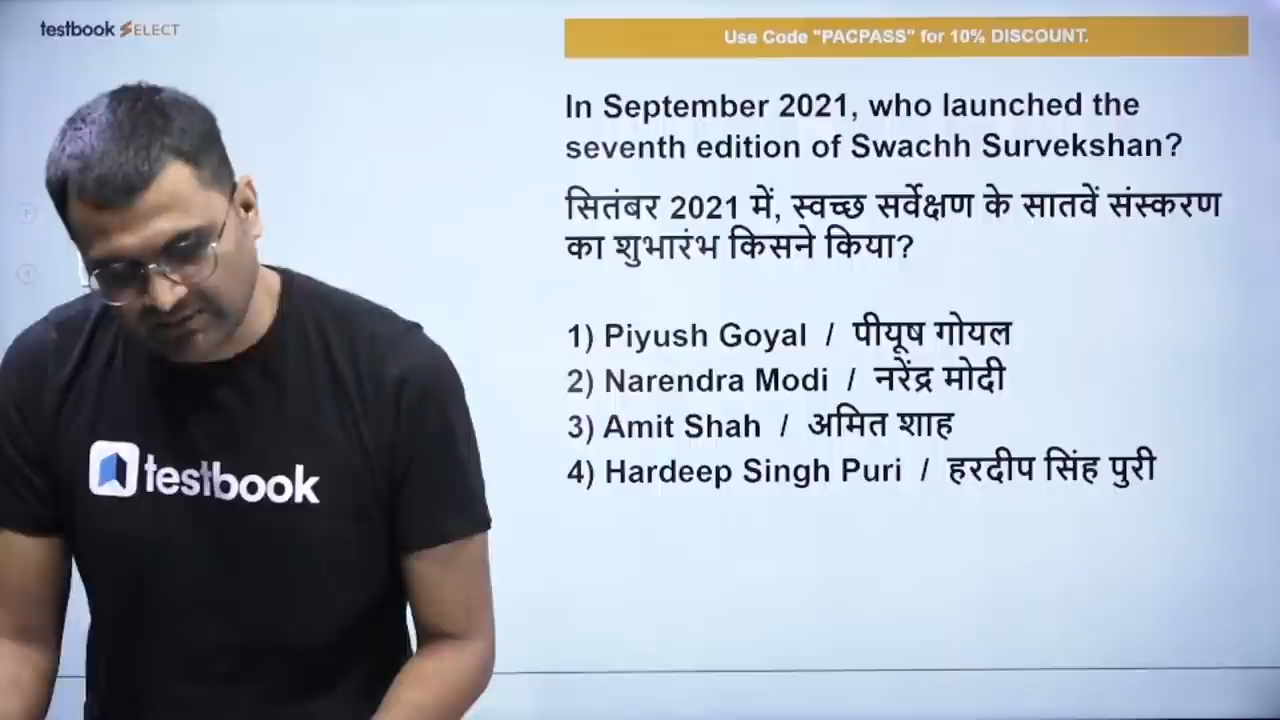 testbook SELECT
Use Code "PACPASS" for 10% DISCOUNT.
In September 2021, who launched the
seventh edition of Swachh Survekshan?
सितंबर 2021 में, स्वच्छ सर्वेक्षण के सातवें संस्करण
का शुभारंभ किसने किया?
1) Piyush Goyal / पीयूष गोयल
2) Narendra Modi / नरेंद्र मोदी
3) Amit Shah / अमित शाह
4) Hardeep Singh Puri / हरदीप सिंह पुरी
testbook